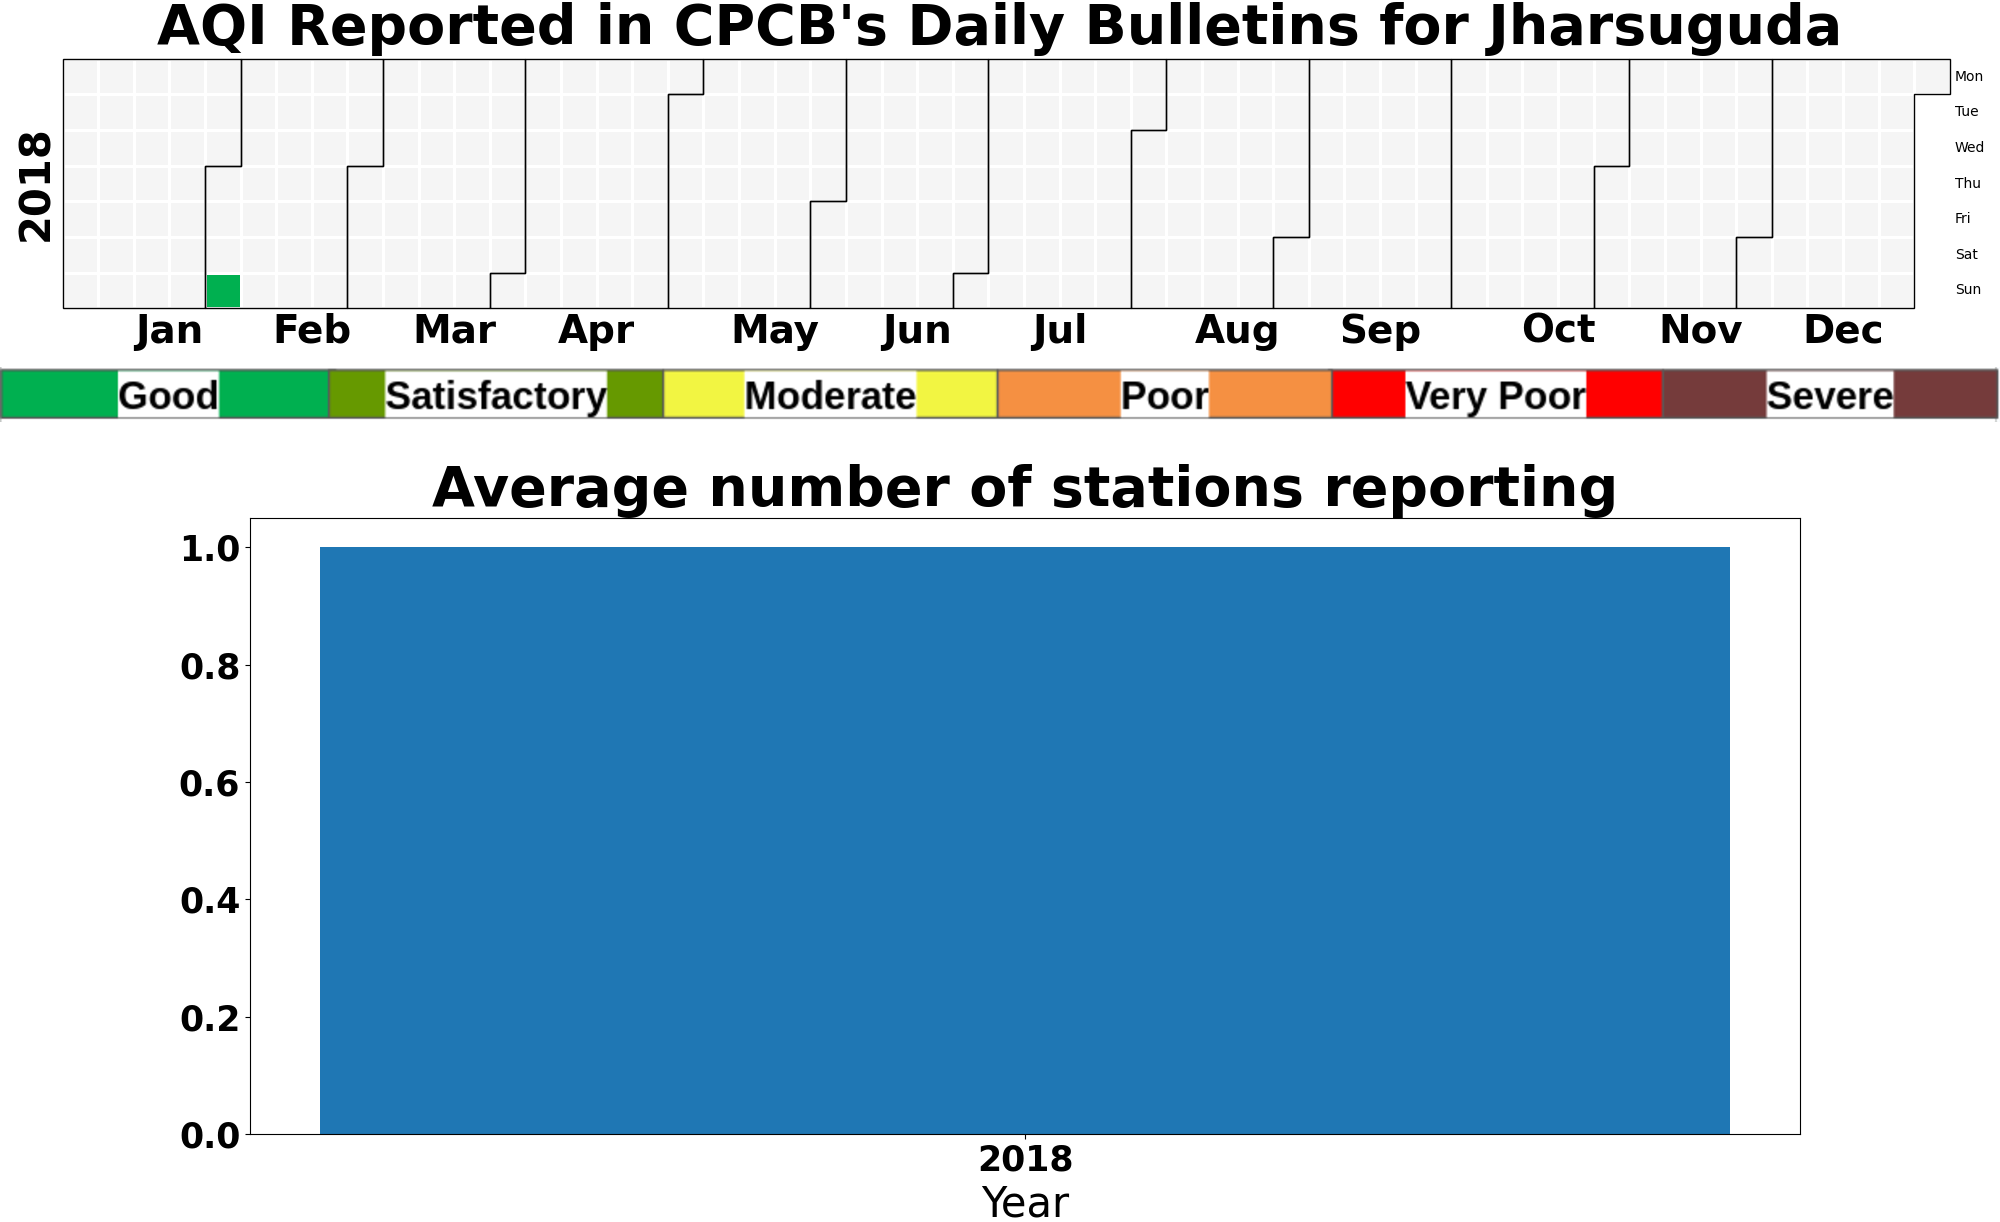 AQI Reported in CPCB's Daily Bulletins for Jharsuguda
2018
Mon
Tue
Wed
Thu
Fri
Sat
Sun
Jan Feb Mar Apr May Jun Jul Aug Sep Oct Nov Dec
Good Satisfactory Moderate Poor Very Poor Severe
Average number of stations reporting
1.0
0.8
0.6
0.4
0.2
0.0
2018
Year